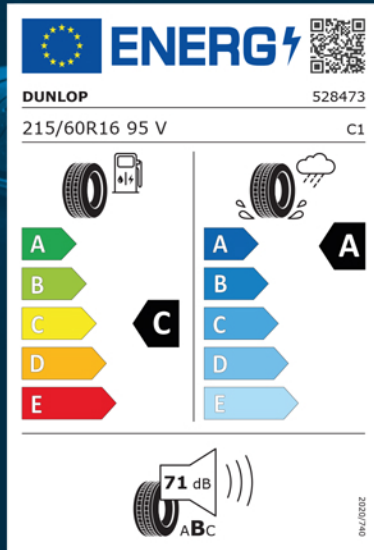 ENERG
DUNLOP 528473
215/60R16 95 V C1
A A A
B B
C C C
D D
E E
71 dB
ABC
2020/740